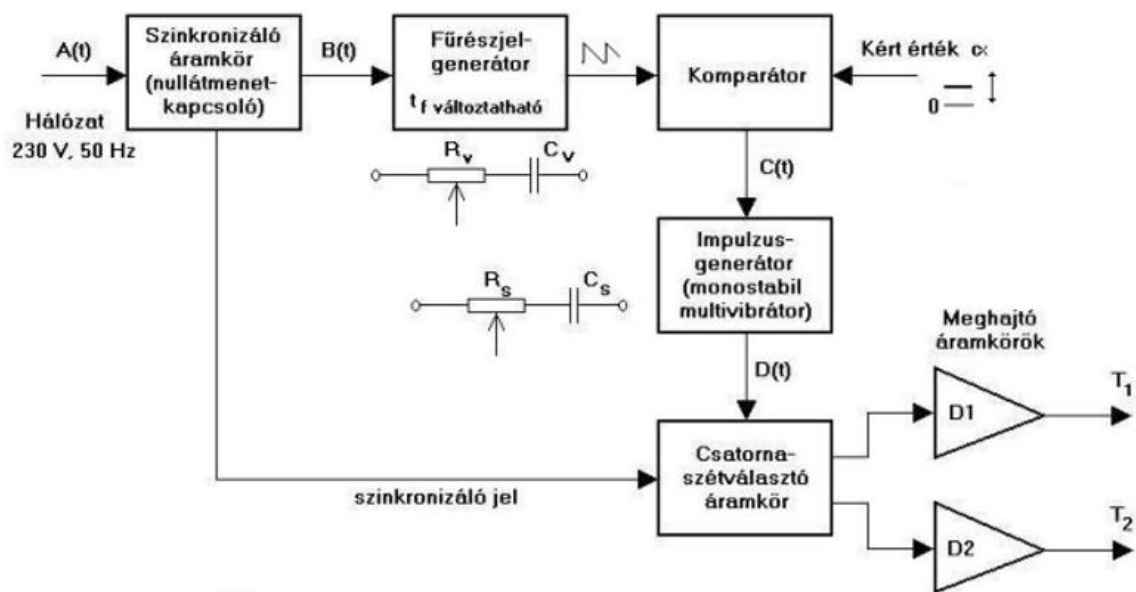 A(t)
Hálózat
230 V, 50 Hz
Szinkronizáló
áramkör
(nullátmenet-
kapcsoló)
B(t)
Fűrészjel-
generátor
t f változtatható
Komparátor
Kért érték α
0
R v
C v
C(t)
R s
C s
Impulzus-
generátor
(monostabil
multivibrátor)
D(t)
Csatorna-
szétválasztó
áramkör
szinkronizáló jel
Meghajtó
áramkörök
D1
T 1
D2
T 2